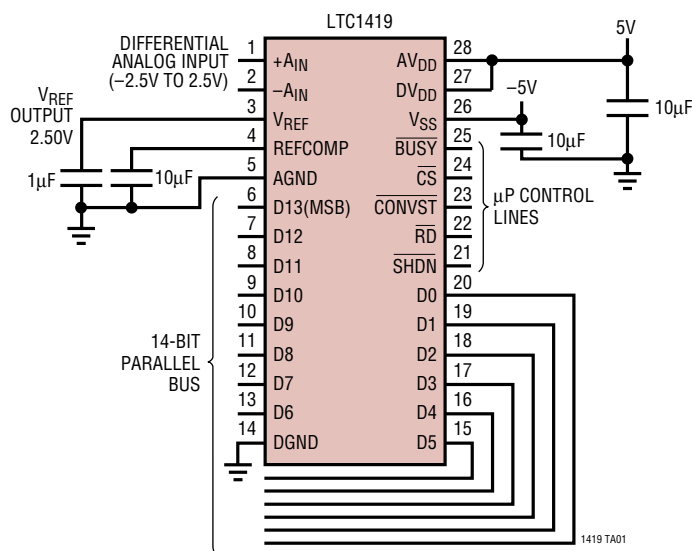 LTC1419
DIFFERENTIAL
ANALOG INPUT
(–2.5V TO 2.5V)
VREF
OUTPUT
2.50V
1µF
10µF
14-BIT
PARALLEL
BUS
1 +AIN
2 –AIN
3 VREF
4 REFCOMP
5 AGND
6 D13(MSB)
7 D12
8 D11
9 D10
10 D9
11 D8
12 D7
13 D6
14 DGND
AVDD 28
DVDD 27
VSS 26
BUSY 25
CS 24
CONVST 23
RD 22
SHDN 21
D0 20
D1 19
D2 18
D3 17
D4 16
D5 15
5V
–5V
10µF
10µF
µP CONTROL
LINES
1419 TA01